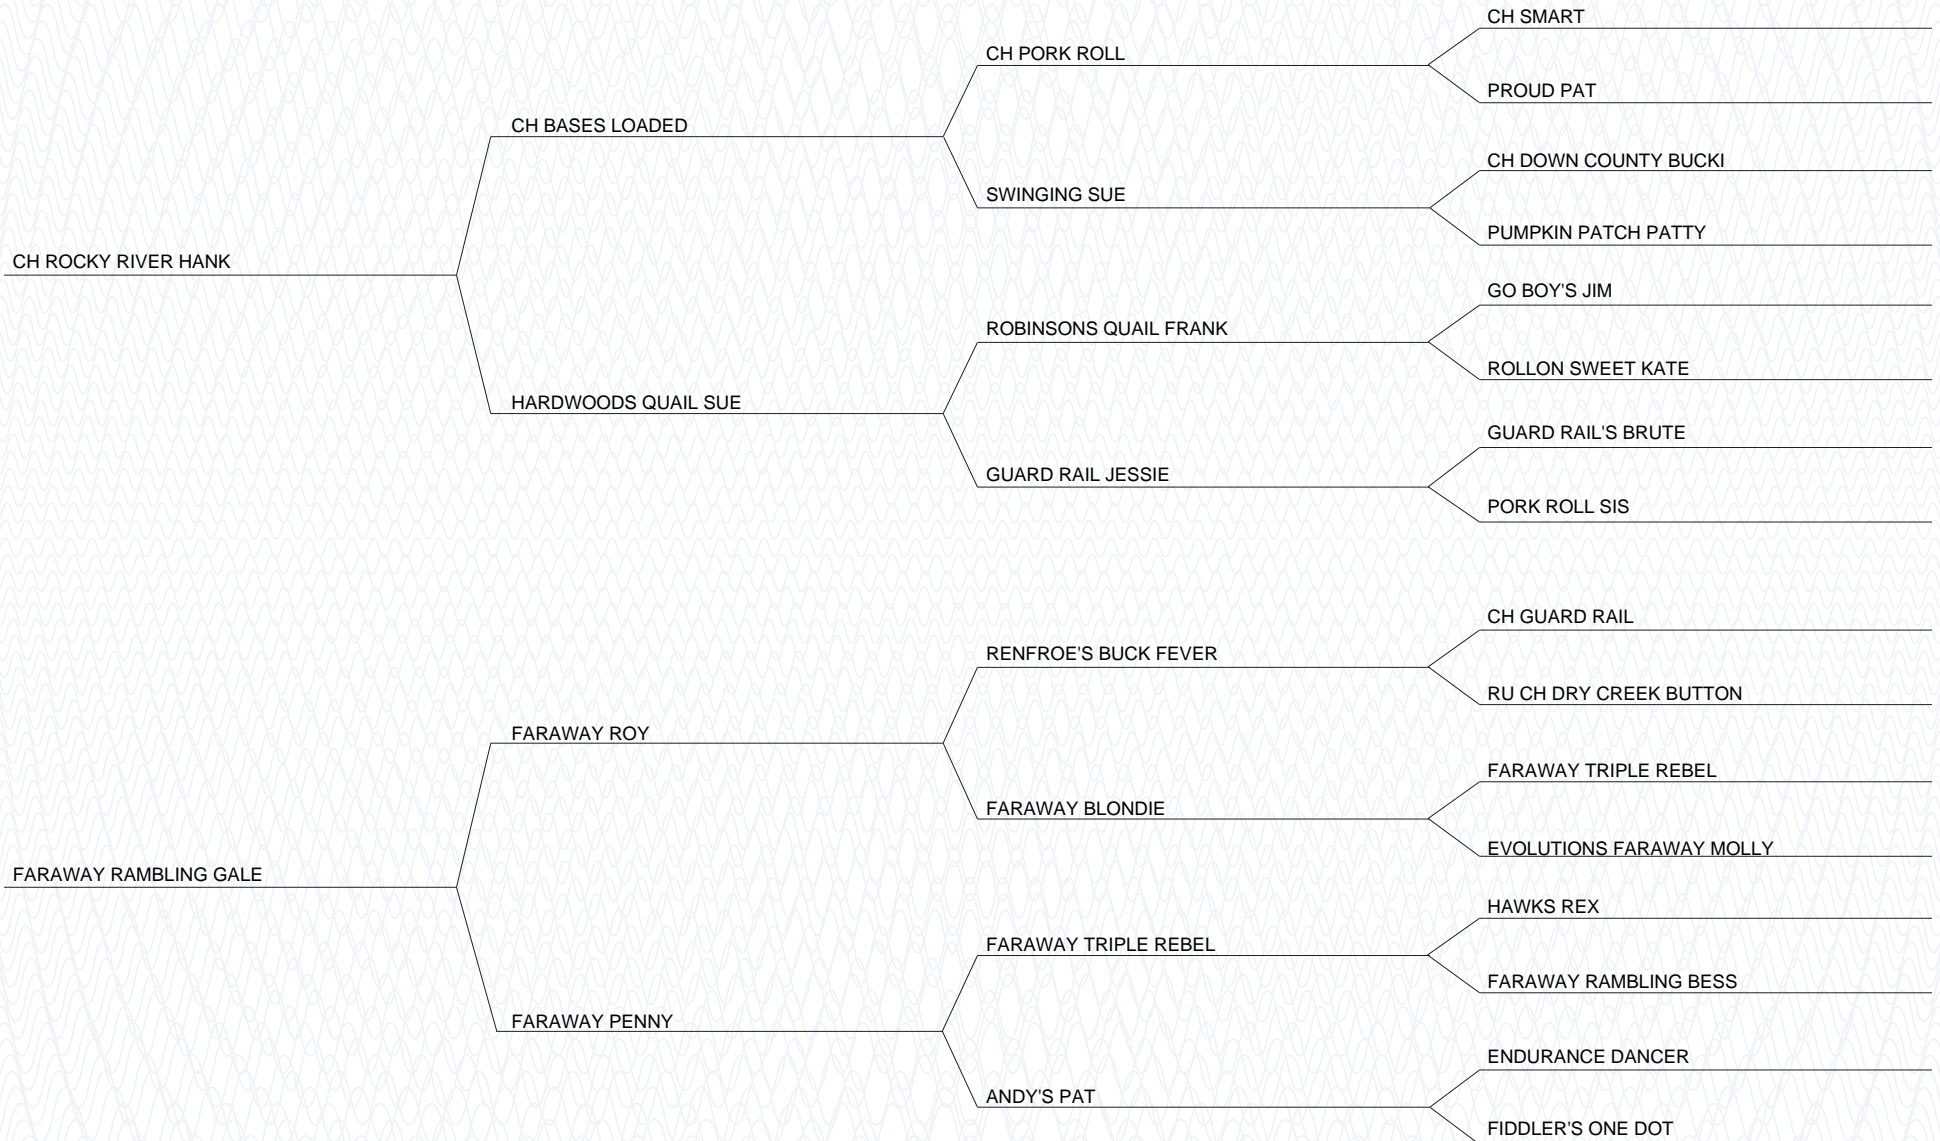 CH SMART
CH PORK ROLL
PROUD PAT
CH BASES LOADED
CH DOWN COUNTY BUCKI
SWINGING SUE
PUMPKIN PATCH PATTY
CH ROCKY RIVER HANK
GO BOY'S JIM
ROBINSONS QUAIL FRANK
ROLLON SWEET KATE
HARDWOODS QUAIL SUE
GUARD RAIL'S BRUTE
GUARD RAIL JESSIE
PORK ROLL SIS
CH GUARD RAIL
RENFROE'S BUCK FEVER
RU CH DRY CREEK BUTTON
FARAWAY ROY
FARAWAY TRIPLE REBEL
FARAWAY BLONDIE
EVOLUTIONS FARAWAY MOLLY
FARAWAY RAMBLING GALE
HAWKS REX
FARAWAY TRIPLE REBEL
FARAWAY RAMBLING BESS
FARAWAY PENNY
ENDURANCE DANCER
ANDY'S PAT
FIDDLER'S ONE DOT